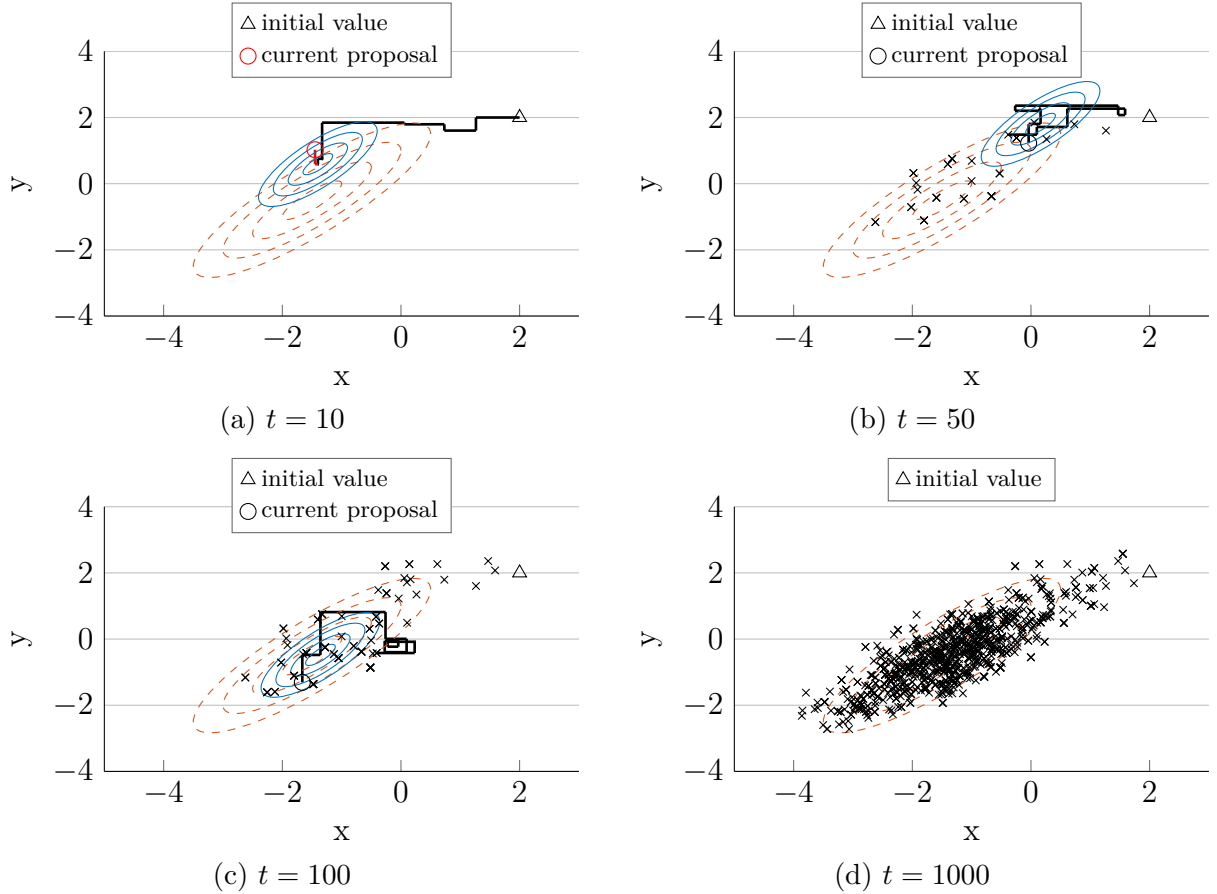 initial value
current proposal
4
2
0
−2
−4
y
−4
−2
0
2
x
(a) t = 10
initial value
current proposal
4
2
0
−2
−4
y
−4
−2
0
2
x
(b) t = 50
initial value
current proposal
4
2
0
−2
−4
y
−4
−2
0
2
x
(c) t = 100
initial value
4
2
0
−2
−4
y
−4
−2
0
2
x
(d) t = 1000